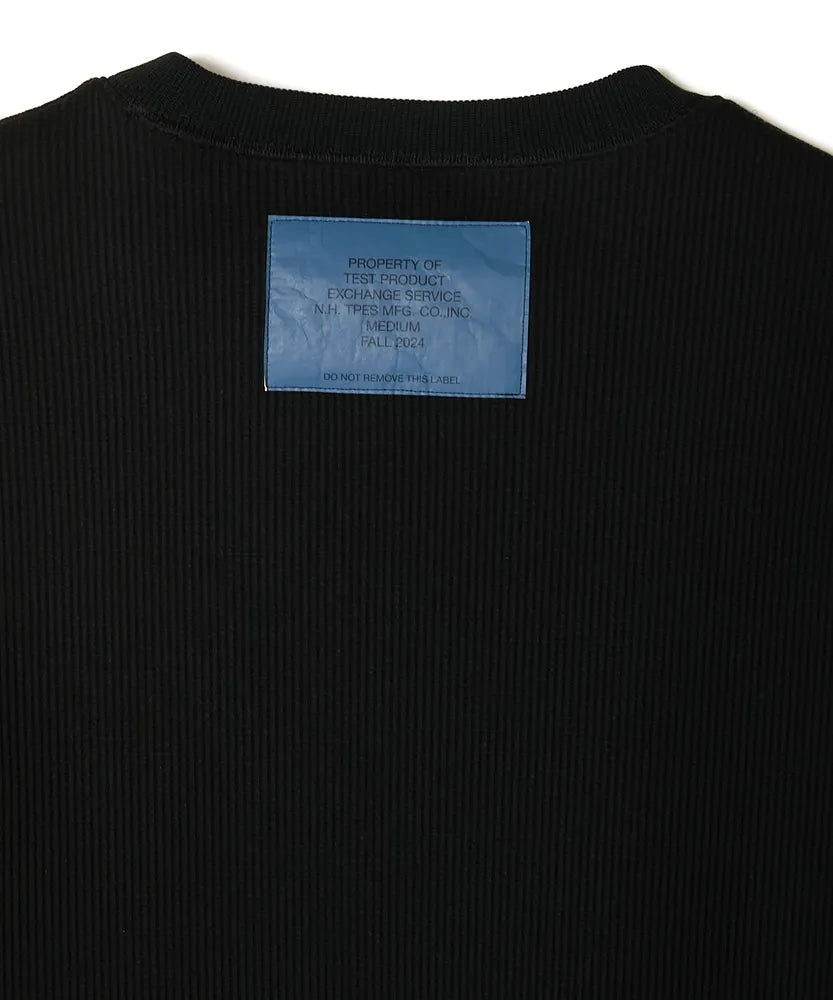 PROPERTY OF
TEST PRODUCT
EXCHANGE SERVICE
N.H. TPES MFG. CO.,INC.
MEDIUM
FALL 2024
DO NOT REMOVE THIS LABEL